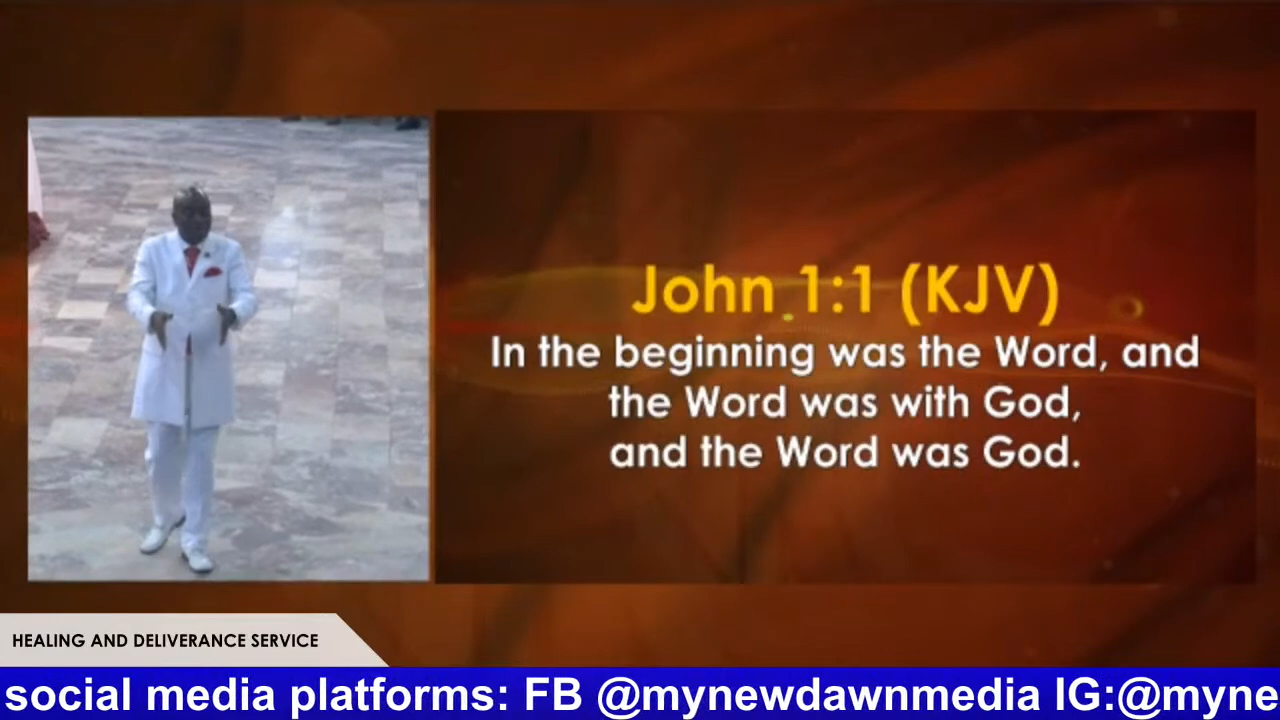 John 1:1 (KJV)
In the beginning was the Word, and
the Word was with God,
and the Word was God.
HEALING AND DELIVERANCE SERVICE
social media platforms: FB @mynewdawnmedia IG:@myne